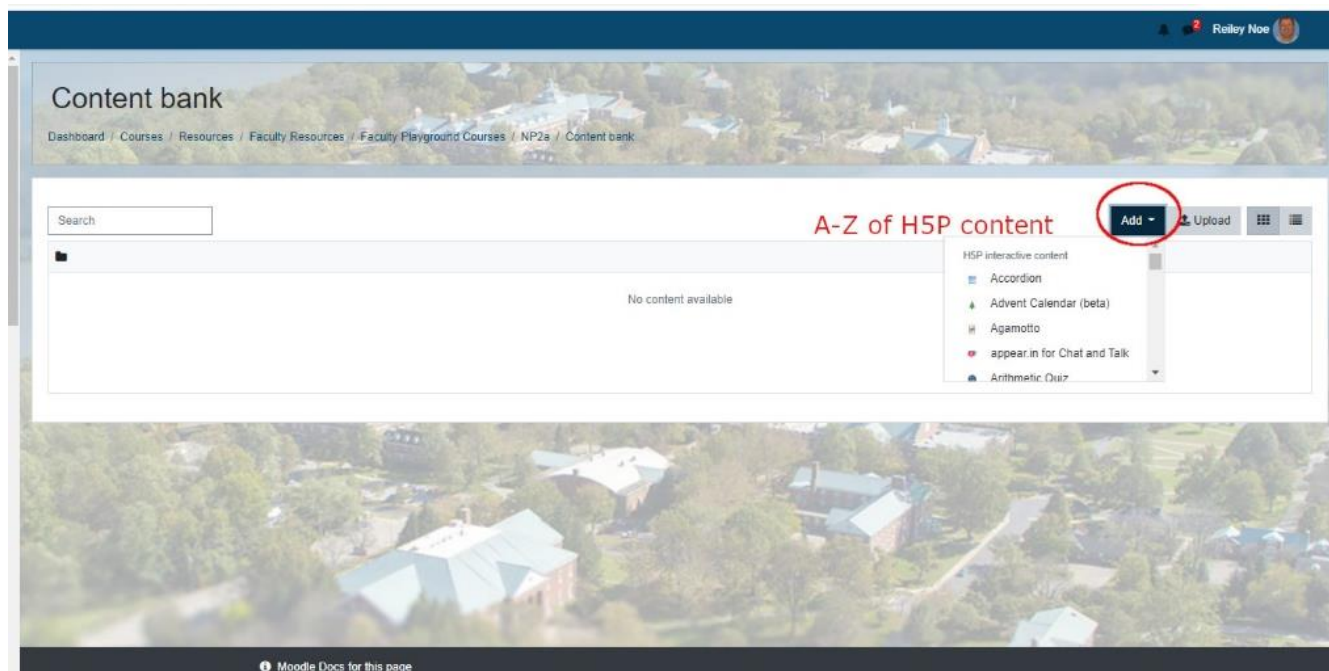 2
Reiley Noe
Content bank
Dashboard / Courses / Resources / Faculty Resources / Faculty Playground Courses / NP2a / Content bank
Search
A-Z of H5P content
Add
Upload
H5P interactive content
Accordion
Advent Calendar (beta)
Agamotto
appear.in for Chat and Talk
Arithmetic Quiz
No content available
Moodle Docs for this page